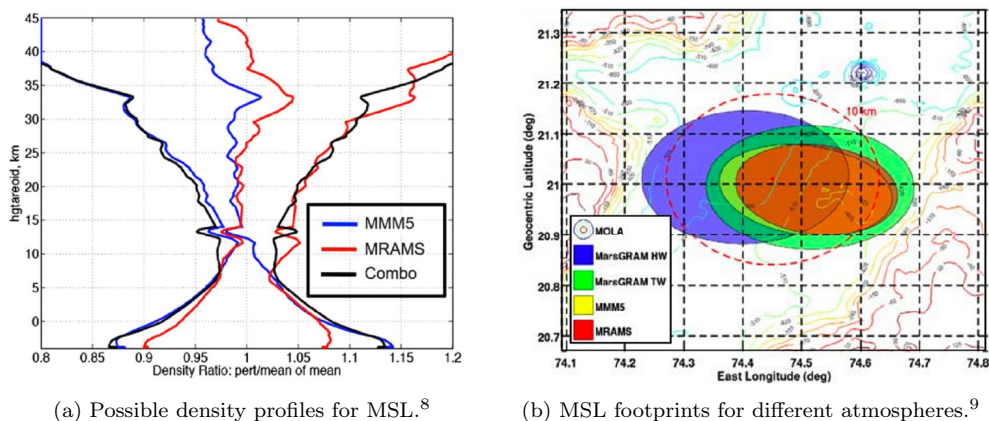 45
40
35
30
25
20
15
10
5
0
hgtareoid, km
MMM5
MRAMS
Combo
0.8 0.85 0.9 0.95 1 1.05 1.1 1.15 1.2
Density Ratio: pert/mean of mean
(a) Possible density profiles for MSL.8
21.3
21.2
21.1
21
20.9
20.8
20.7
Geocentric Latitude (deg)
10 km
MOLA
MarsGRAM HW
MarsGRAM TW
MMM5
MRAMS
74.1 74.2 74.3 74.4 74.5 74.6 74.7 74.8
East Longitude (deg)
(b) MSL footprints for different atmospheres.9